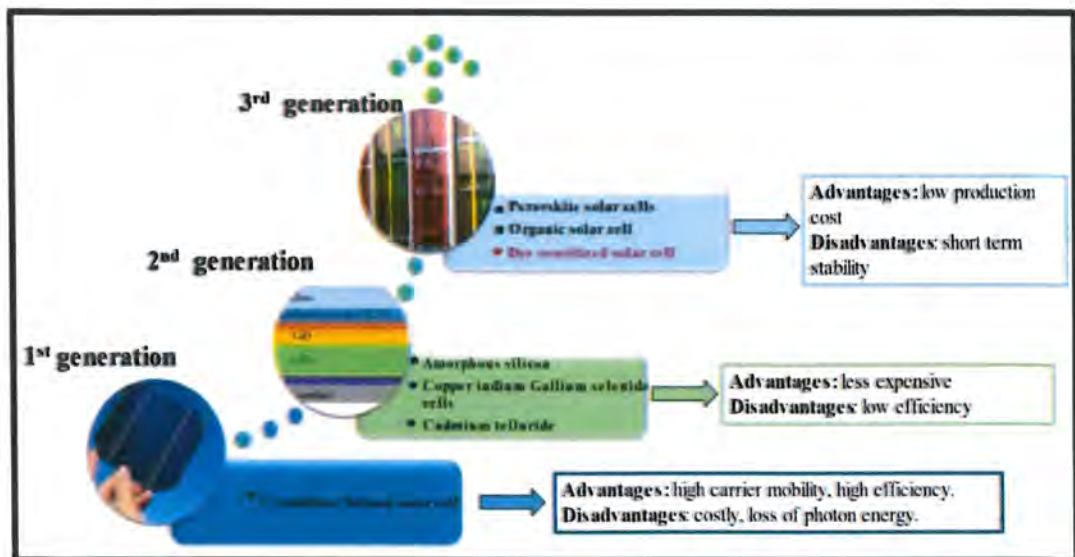 3rd generation
Advantages: low production
cost
Disadvantages: short term
stability
Perovskite solar cells
Organic solar cell
Dye sensitized solar cell
2nd generation
Amorphous silicon
Copper indium Gallium selenide
cells
Cadmium telluride
Advantages: less expensive
Disadvantages: low efficiency
1st generation
solar cell
Advantages: high carrier mobility, high efficiency.
Disadvantages: costly, loss of photon energy.